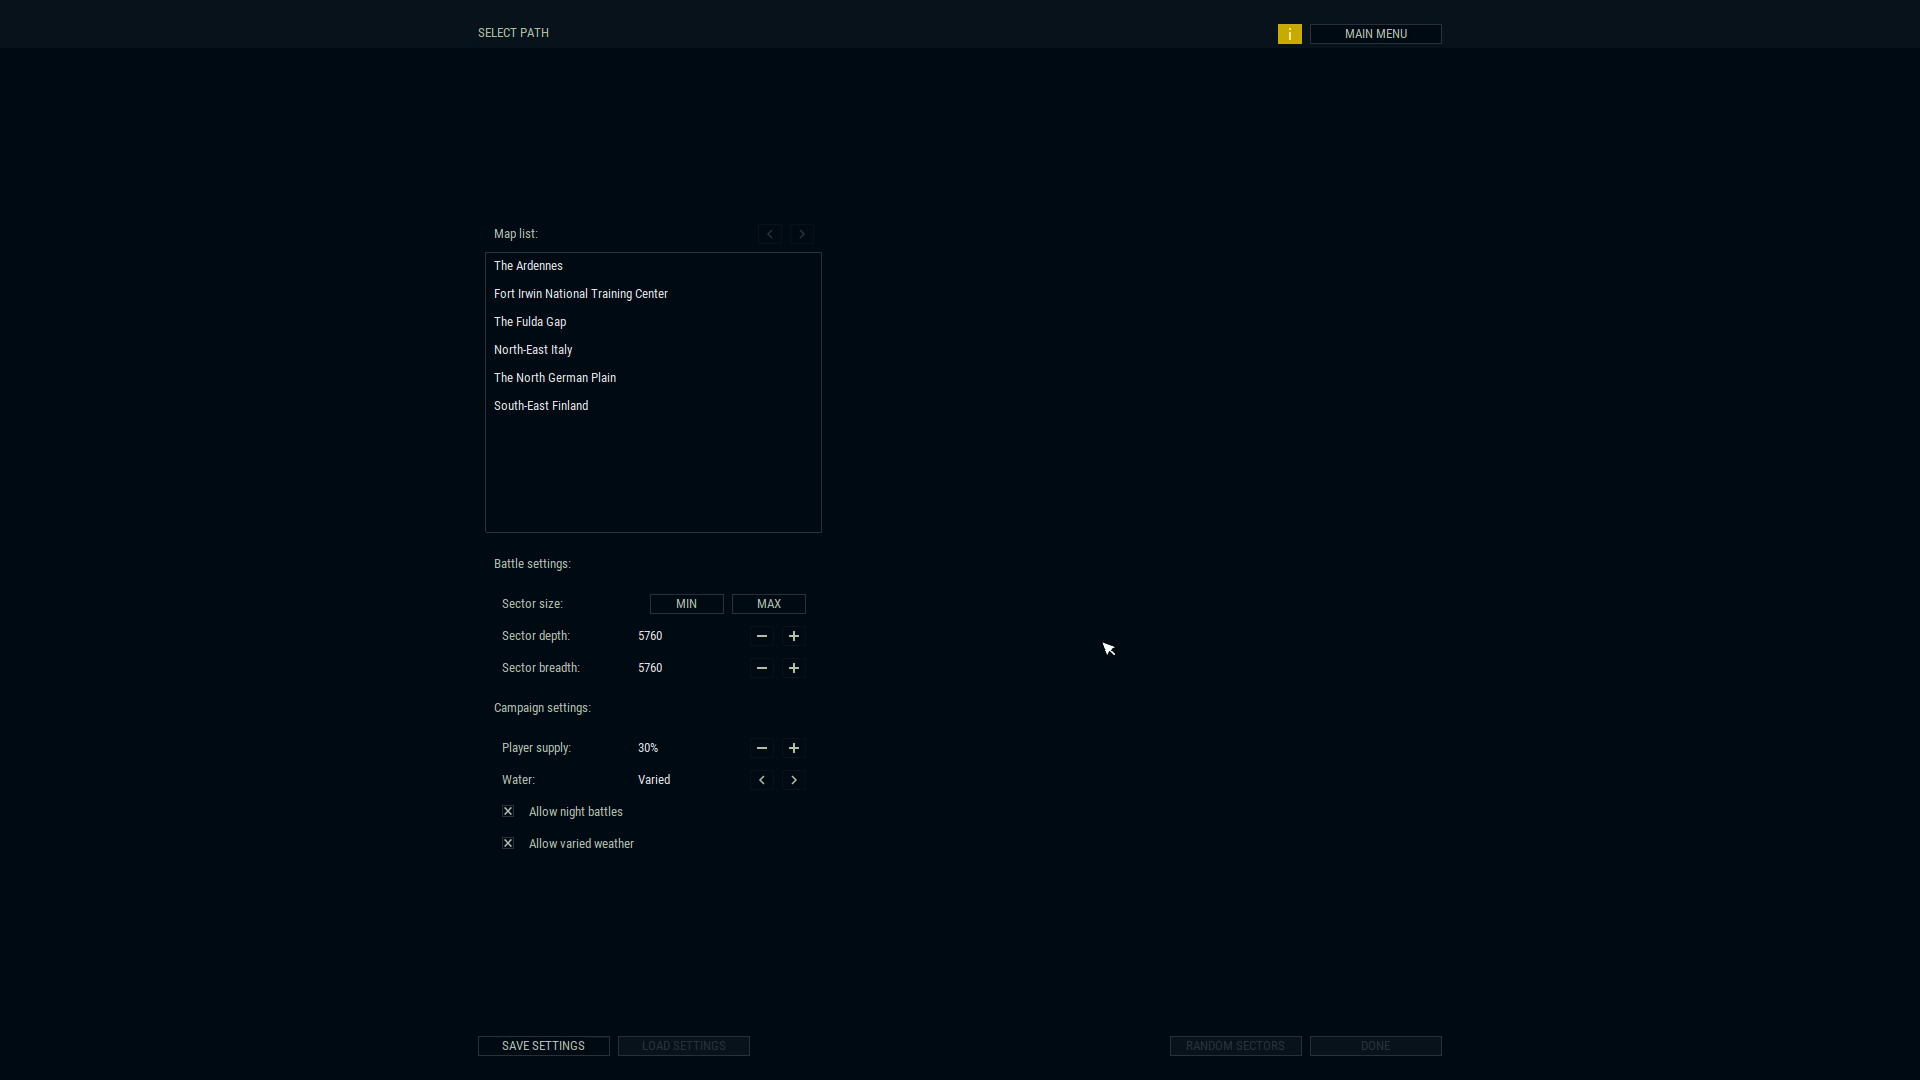 SELECT PATH
i
MAIN MENU
Map list:
The Ardennes
Fort Irwin National Training Center
The Fulda Gap
North-East Italy
The North German Plain
South-East Finland
Battle settings:
Sector size: MIN MAX
Sector depth: 5760
Sector breadth: 5760
Campaign settings:
Player supply: 30%
Water: Varied
Allow night battles
Allow varied weather
SAVE SETTINGS LOAD SETTINGS RANDOM SECTORS DONE